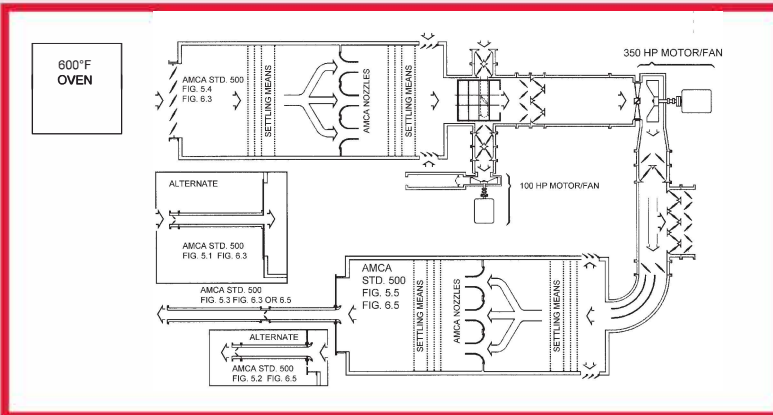 600°F
OVEN
AMCA STD. 500
FIG. 5.4
FIG. 6.3
SETTLING MEANS
AMCA NOZZLES
SETTLING MEANS
350 HP MOTOR/FAN
100 HP MOTOR/FAN
ALTERNATE
AMCA STD. 500
FIG. 5.1 FIG. 6.3
AMCA STD. 500
FIG. 5.3 FIG. 6.3 OR 6.5
ALTERNATE
AMCA STD. 500
FIG. 5.2 FIG. 6.5
AMCA
STD. 500
FIG. 5.5
FIG. 6.5
SETTLING MEANS
AMCA NOZZLES
SETTLING MEANS